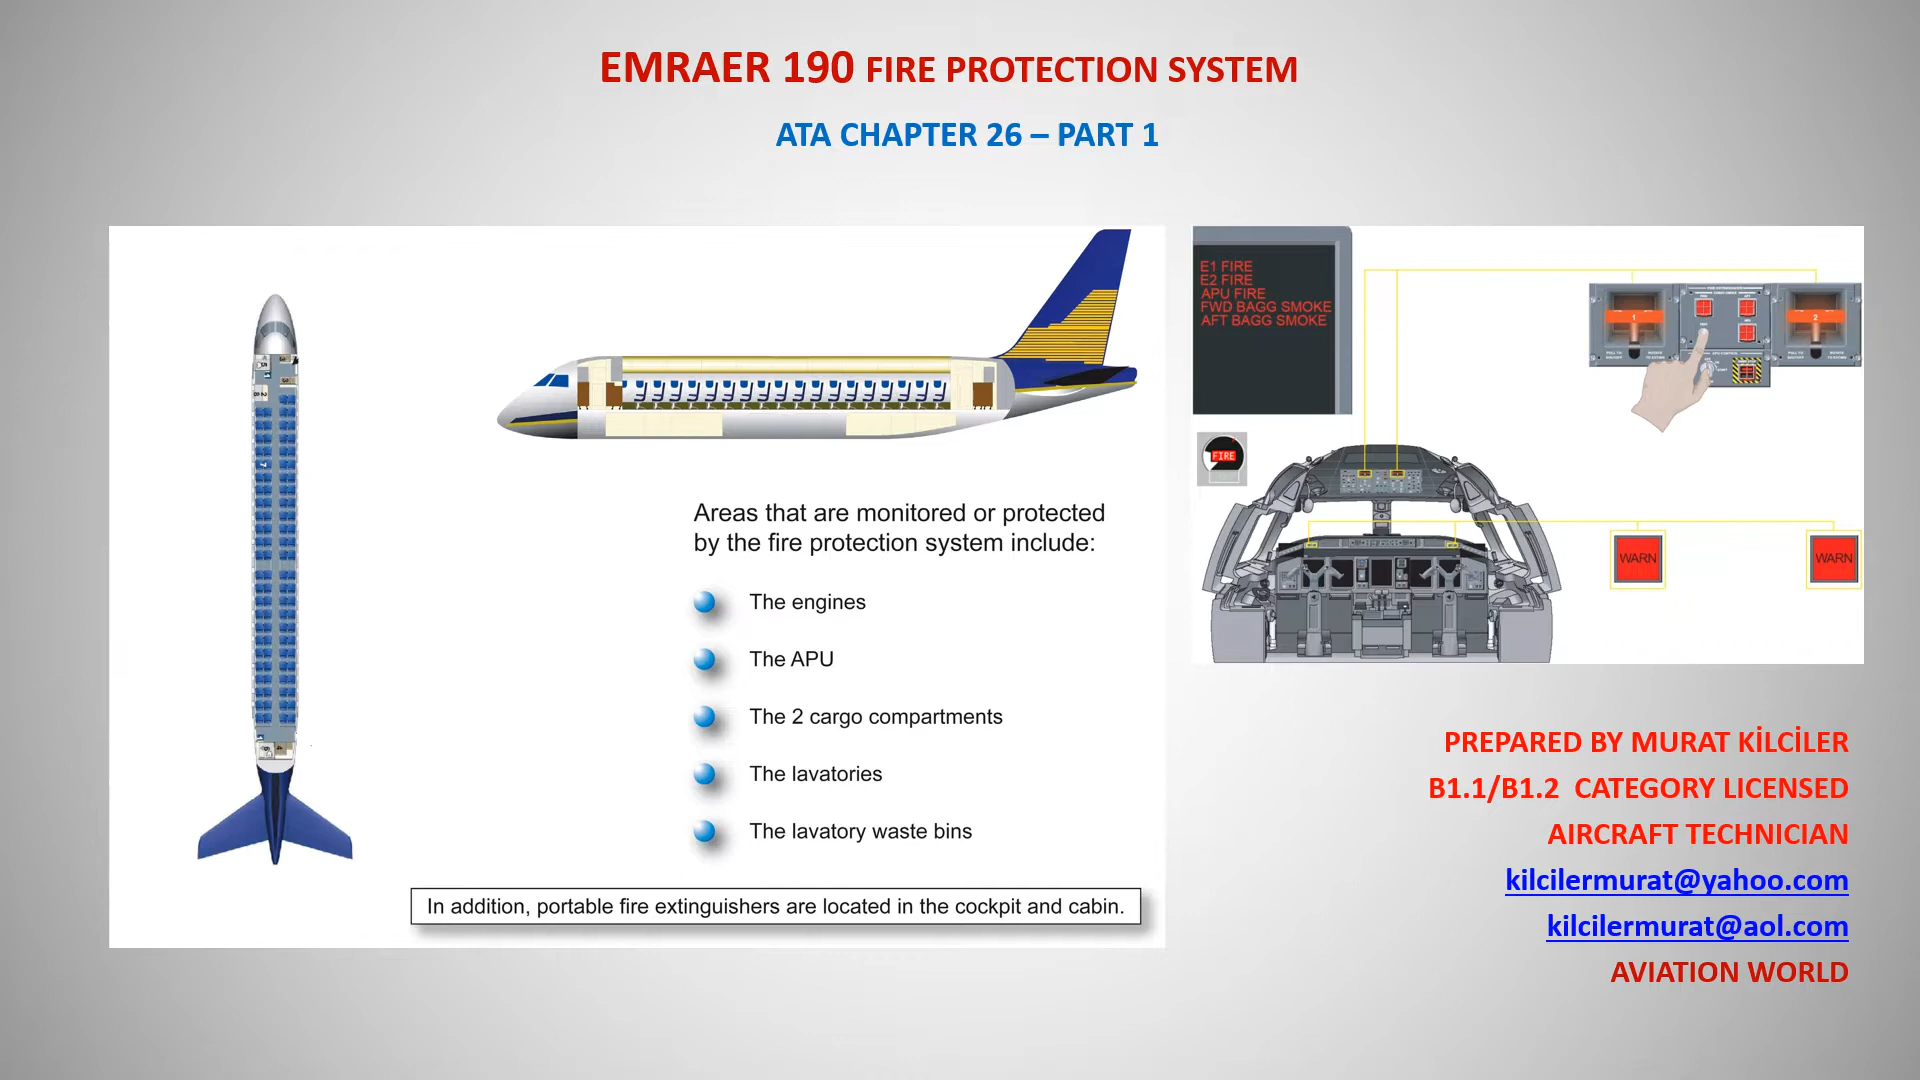 EMRAER 190 FIRE PROTECTION SYSTEM
ATA CHAPTER 26 – PART 1
E1 FIRE
E2 FIRE
APU FIRE
FWD BAGG SMOKE
AFT BAGG SMOKE
1
2
FIRE
WARN
WARN
Areas that are monitored or protected
by the fire protection system include:
The engines
The APU
The 2 cargo compartments
The lavatories
The lavatory waste bins
In addition, portable fire extinguishers are located in the cockpit and cabin.
PREPARED BY MURAT KİLCİLER
B1.1/B1.2 CATEGORY LICENSED
AIRCRAFT TECHNICIAN
kilcilermurat@yahoo.com
kilcilermurat@aol.com
AVIATION WORLD